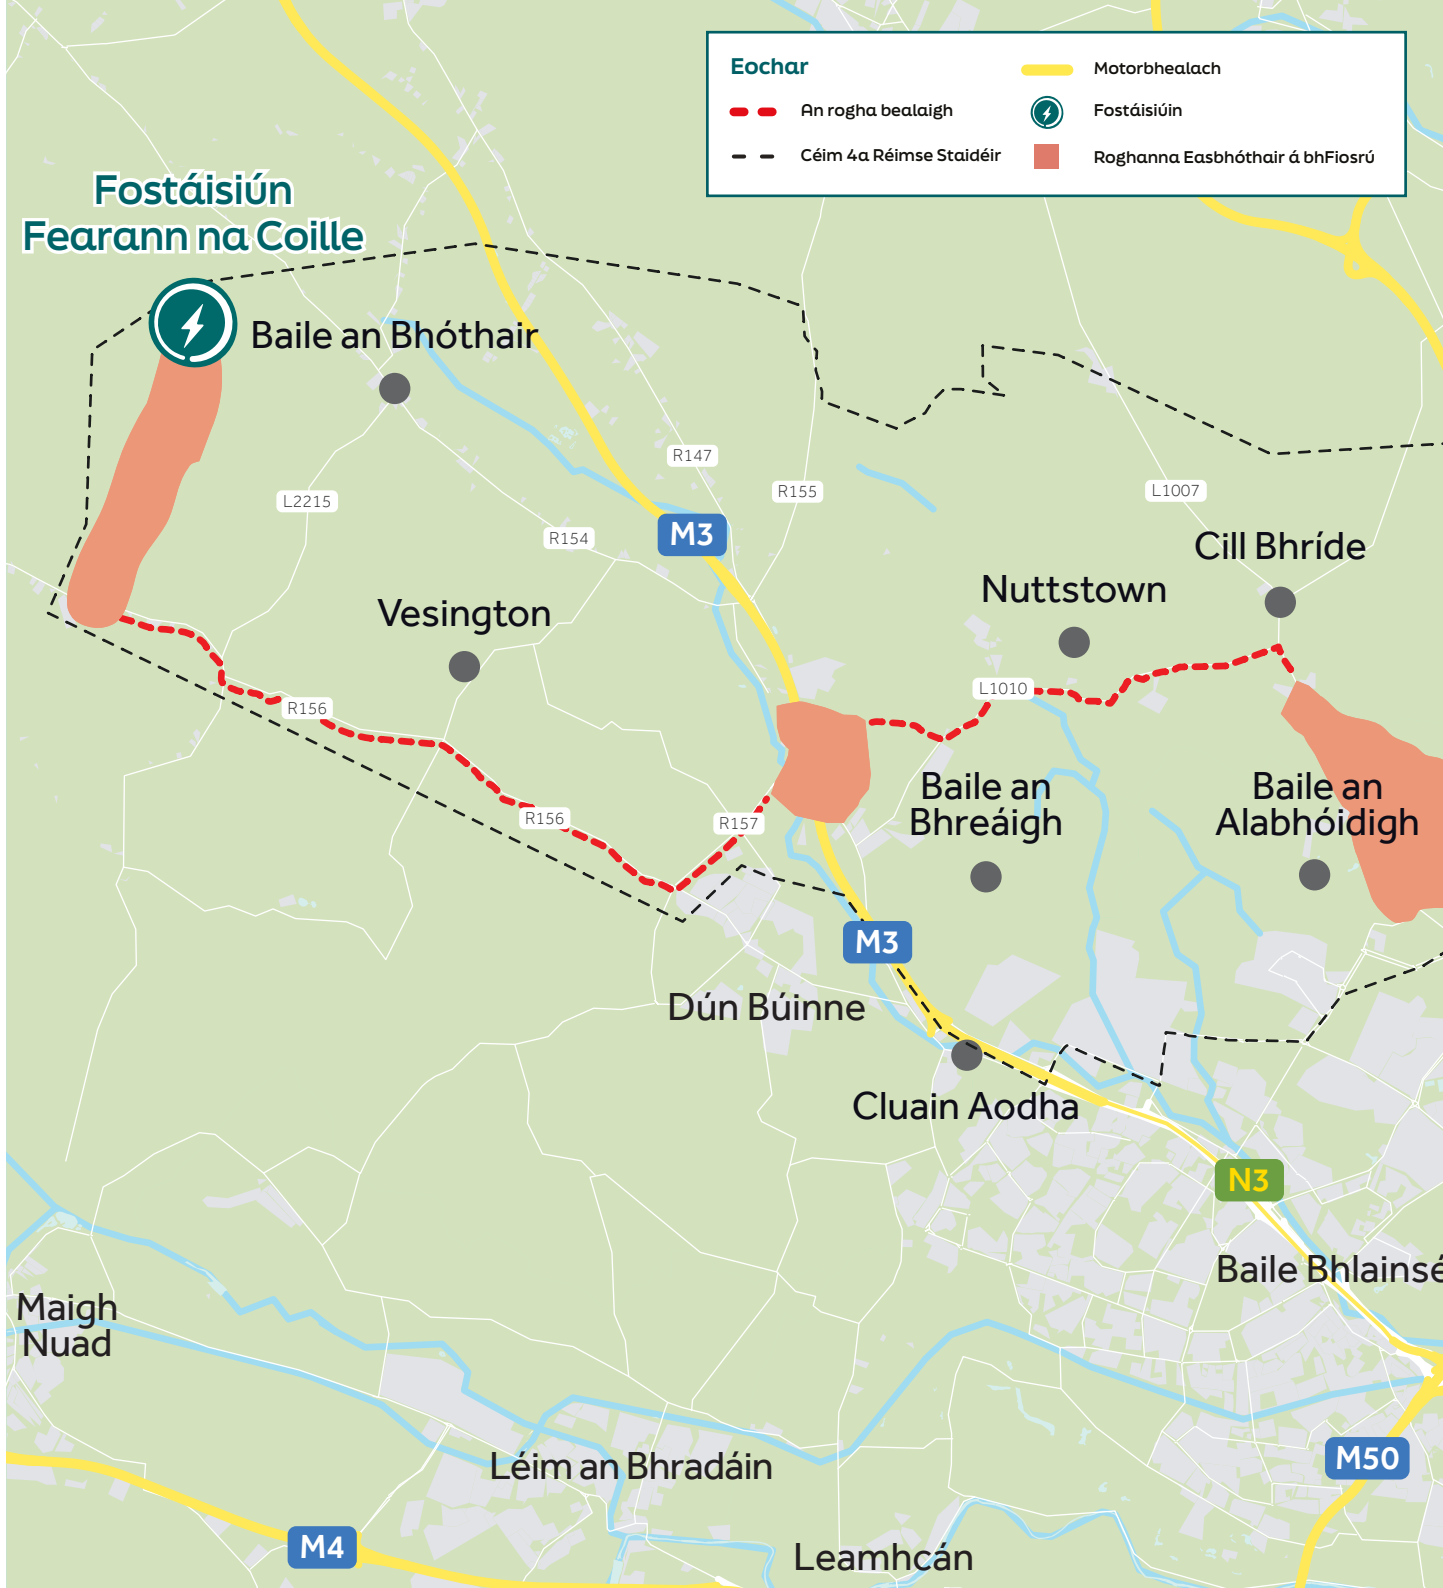 Eochar
Motorbhealach
An rogha bealaigh
Fostáisiúin
Céim 4a Réimse Staidéir
Roghanna Easbhóthair á bhFiosrú
Fostáisiún
Fearann na Coille
Baile an Bhóthair
R147
R155
L2215
L1007
R154
M3
Cill Bhríde
Nuttstown
Vesington
L1010
R156
Baile an
Bhreáigh
Baile an
Alabhóidigh
R156
R157
M3
Dún Búinne
Cluain Aodha
N3
Baile Bhlainsé
Maigh
Nuad
Léim an Bhradáin
M50
M4
Leamhcán